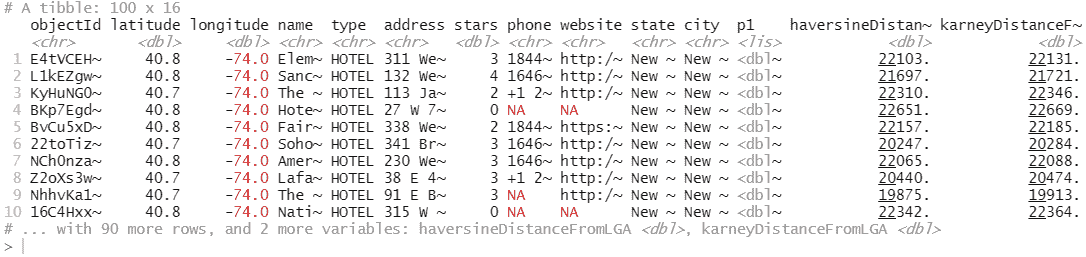 # A tibble: 100 x 16
objectId latitude longitude name type address stars phone website state city p1 haversineDistan~ karneyDistanceF~
<chr> <dbl> <dbl> <chr> <chr> <chr> <dbl> <chr> <chr> <chr> <chr> <lis> <dbl> <dbl>
1 E4tVCEH~ 40.8 -74.0 Elem~ HOTEL 311 We~ 3 1844~ http:/~ New ~ New ~ <dbl~ 22103. 22131.
2 L1kEZgw~ 40.8 -74.0 Sanc~ HOTEL 132 We~ 4 1646~ http:/~ New ~ New ~ <dbl~ 21697. 21721.
3 KyHuNG0~ 40.7 -74.0 The ~ HOTEL 113 Ja~ 2 +1 2~ http:/~ New ~ New ~ <dbl~ 22310. 22346.
4 BKp7Egd~ 40.8 -74.0 Hote~ HOTEL 27 W 7~ 0 NA NA New ~ New ~ <dbl~ 22651. 22669.
5 BvCu5xD~ 40.8 -74.0 Fair~ HOTEL 338 We~ 2 1844~ https:~ New ~ New ~ <dbl~ 22157. 22185.
6 22toTiz~ 40.7 -74.0 Soho~ HOTEL 341 Br~ 3 1646~ http:/~ New ~ New ~ <dbl~ 20247. 20284.
7 NCh0nza~ 40.8 -74.0 Amer~ HOTEL 230 We~ 3 1646~ http:/~ New ~ New ~ <dbl~ 22065. 22088.
8 Z2oXs3w~ 40.7 -74.0 Lafa~ HOTEL 38 E 4~ 3 +1 2~ http:/~ New ~ New ~ <dbl~ 20440. 20474.
9 NhhvKa1~ 40.7 -74.0 The ~ HOTEL 91 E B~ 3 NA http:/~ New ~ New ~ <dbl~ 19875. 19913.
10 16C4Hxx~ 40.8 -74.0 Nati~ HOTEL 315 W ~ 0 NA NA New ~ New ~ <dbl~ 22342. 22364.
# ... with 90 more rows, and 2 more variables: haversineDistanceFromLGA <dbl>, karneyDistanceFromLGA <dbl>
>